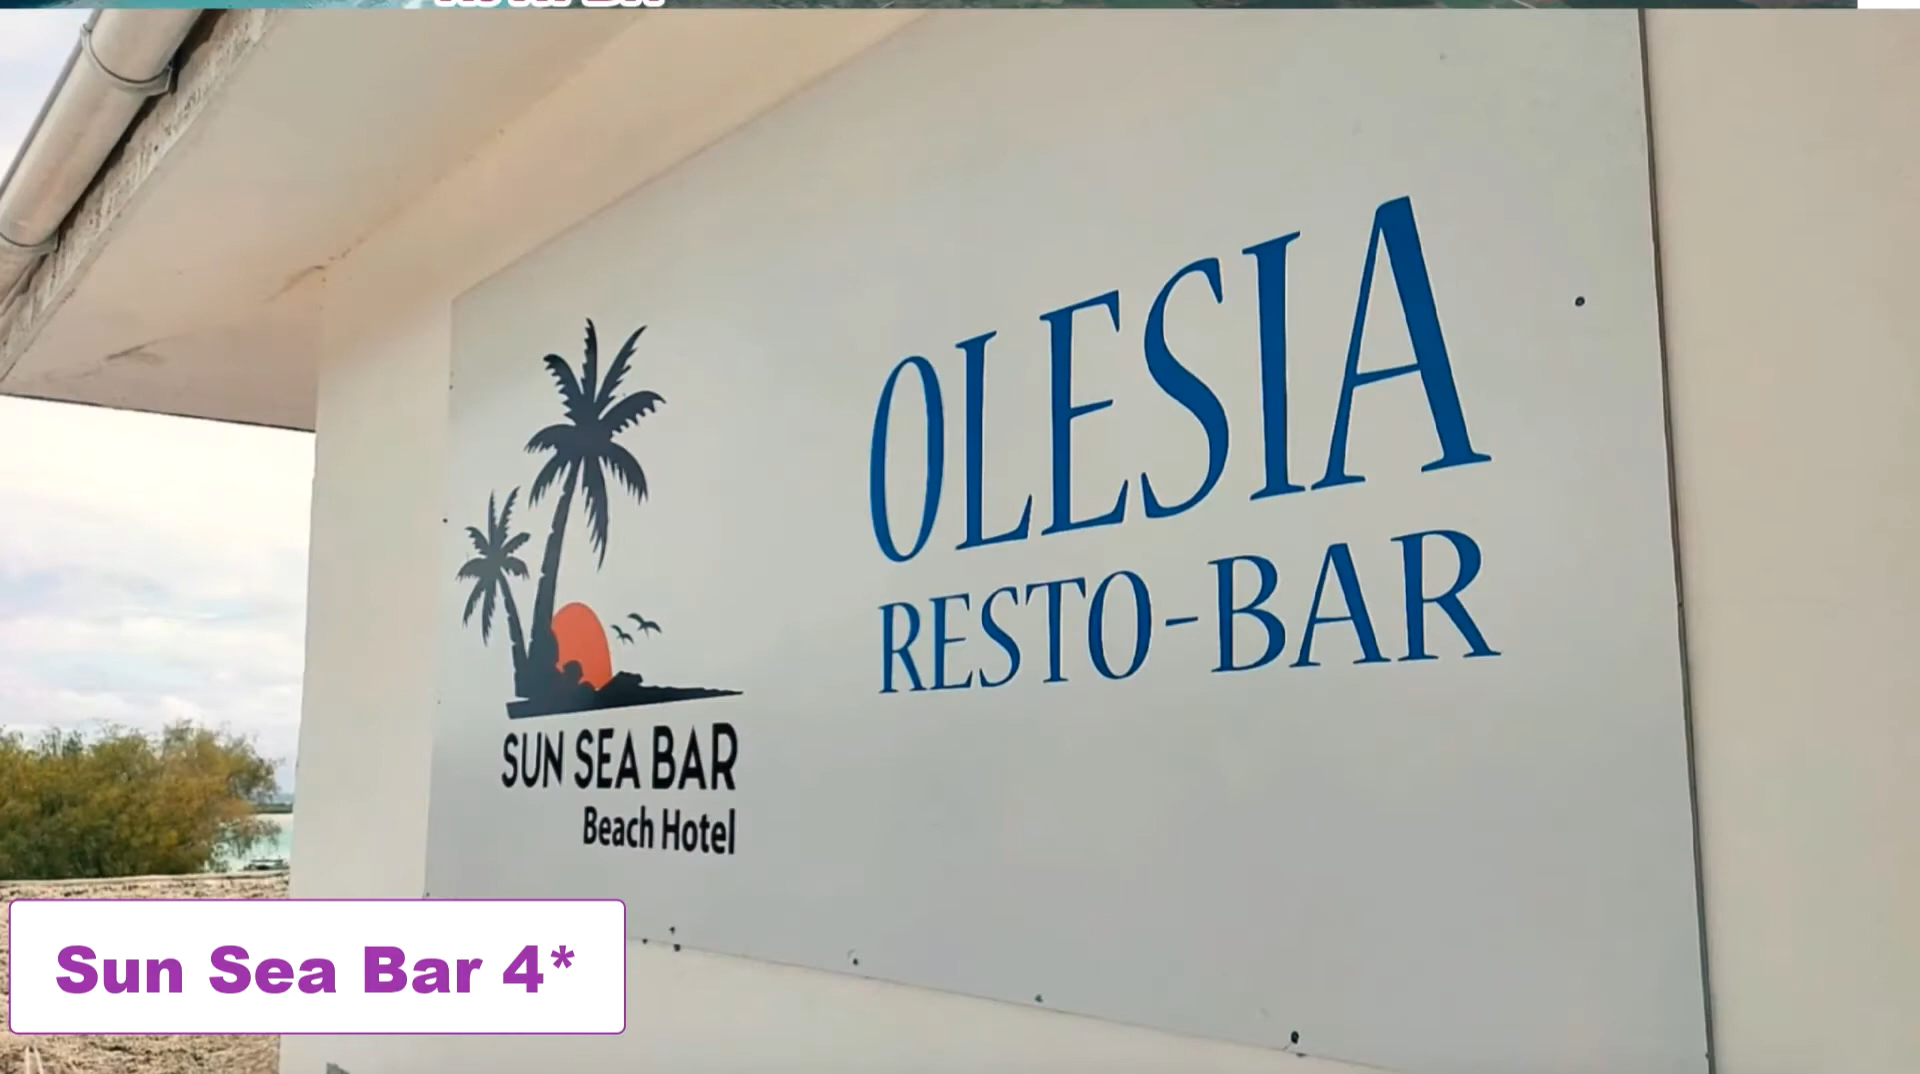 OLESIA
RESTO-BAR
SUN SEA BAR
Beach Hotel
Sun Sea Bar 4*